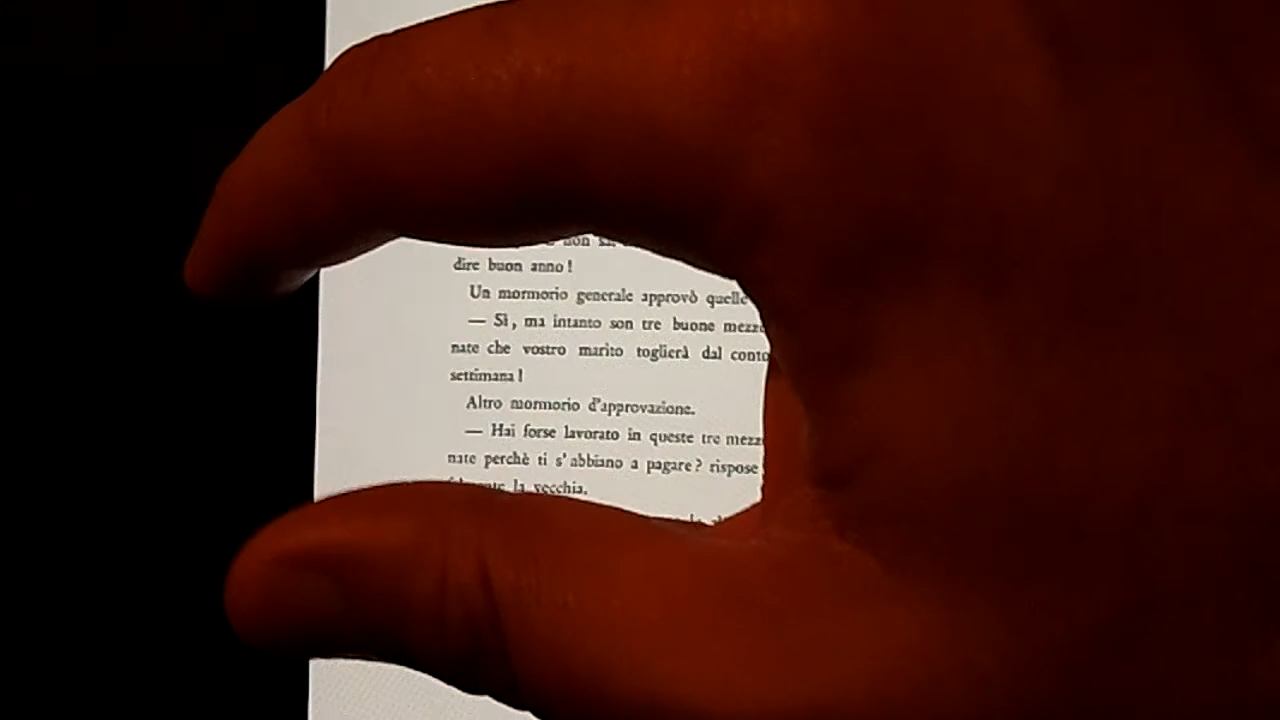 non
dire buon anno!
Un mormorio generale approvò quelle
— Sì, ma intanto son tre buone
nate che vostro marito toglierà dal conto
settimana!
Altro mormorio d'approvazione.
— Hai forse lavorato in queste tre
nate perchè ti s'abbiano a pagare? rispose
la vecchia.